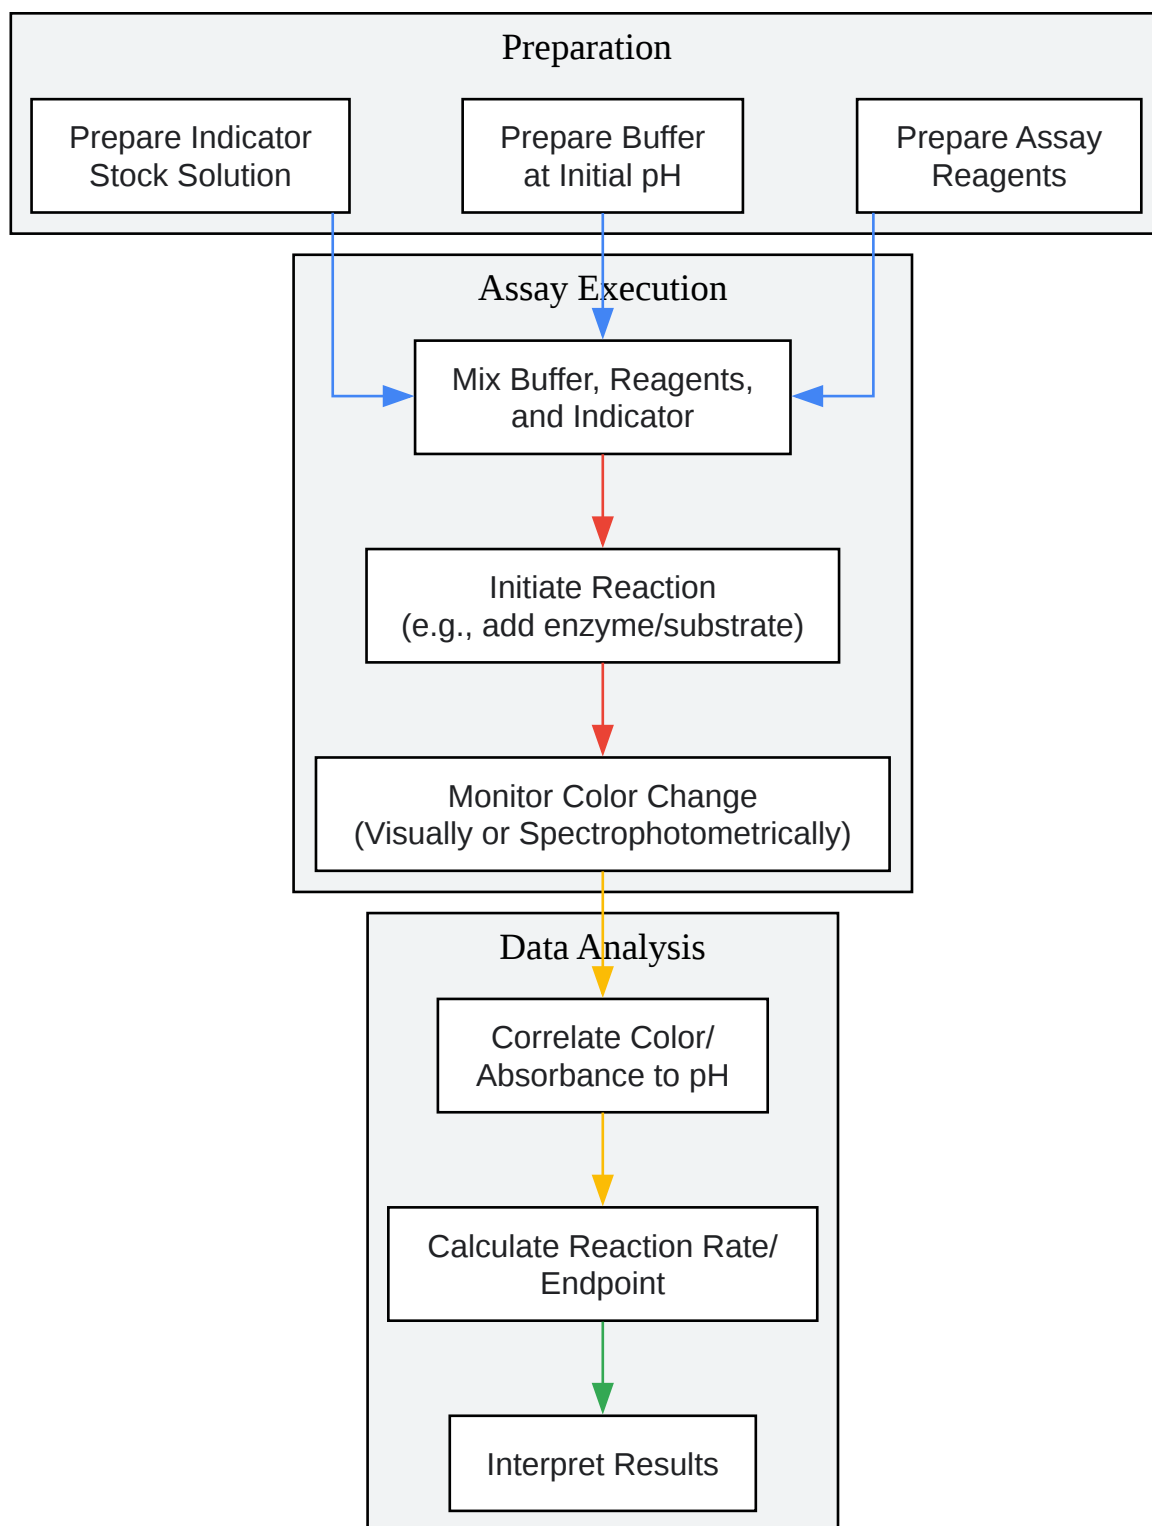 Preparation
Prepare Indicator
Stock Solution
Prepare Buffer
at Initial pH
Prepare Assay
Reagents
Assay Execution
Mix Buffer, Reagents,
and Indicator
Initiate Reaction
(e.g., add enzyme/substrate)
Monitor Color Change
(Visually or Spectrophotometrically)
Data Analysis
Correlate Color/
Absorbance to pH
Calculate Reaction Rate/
Endpoint
Interpret Results